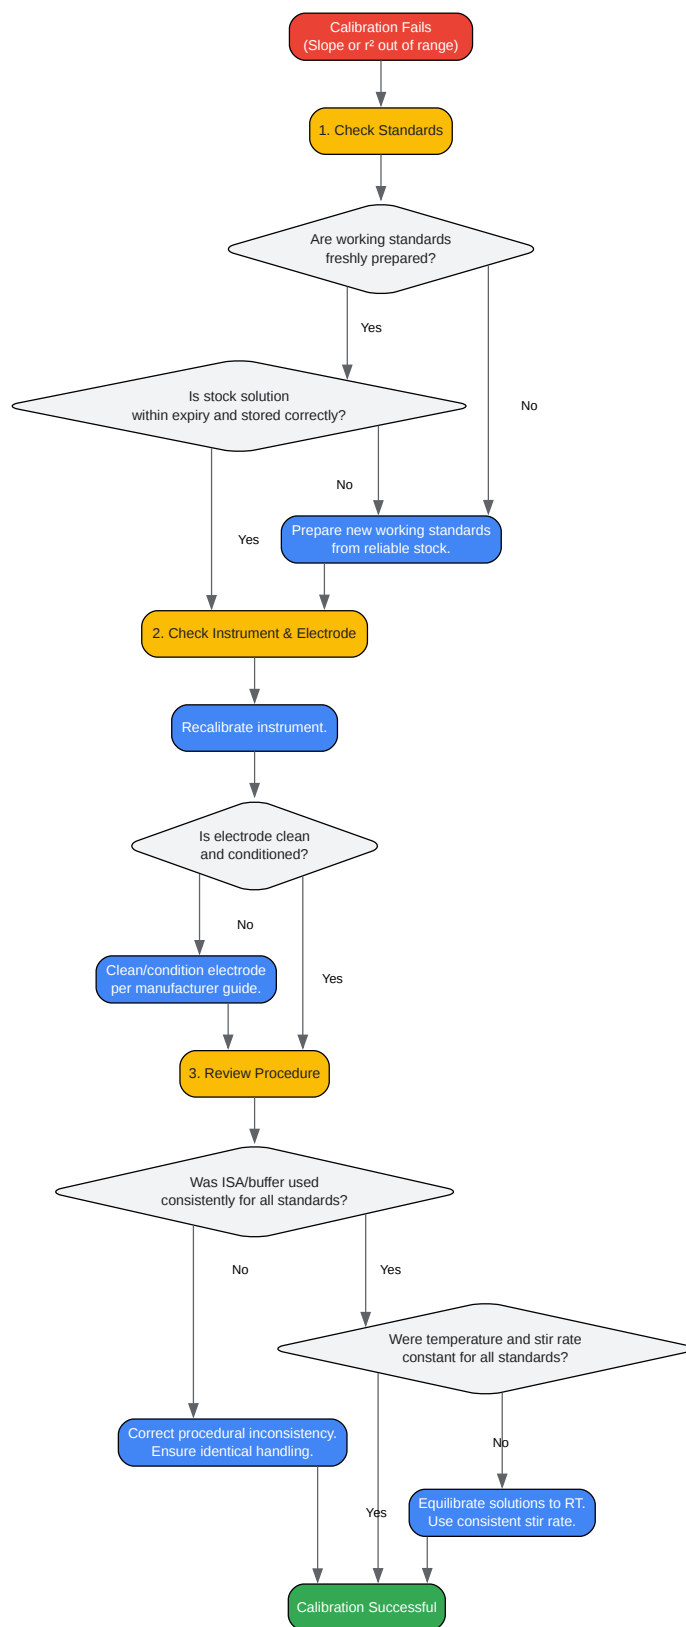 Calibration Fails
(Slope or r² out of range)
1. Check Standards
Are working standards
freshly prepared?
Yes
Is stock solution
within expiry and stored correctly?
No
No
Yes
Prepare new working standards
from reliable stock.
2. Check Instrument & Electrode
Recalibrate instrument.
Is electrode clean
and conditioned?
No
Clean/condition electrode
per manufacturer guide.
Yes
3. Review Procedure
Was ISA/buffer used
consistently for all standards?
No
Yes
Were temperature and stir rate
constant for all standards?
Correct procedural inconsistency.
Ensure identical handling.
No
Yes
Equilibrate solutions to RT.
Use consistent stir rate.
Calibration Successful